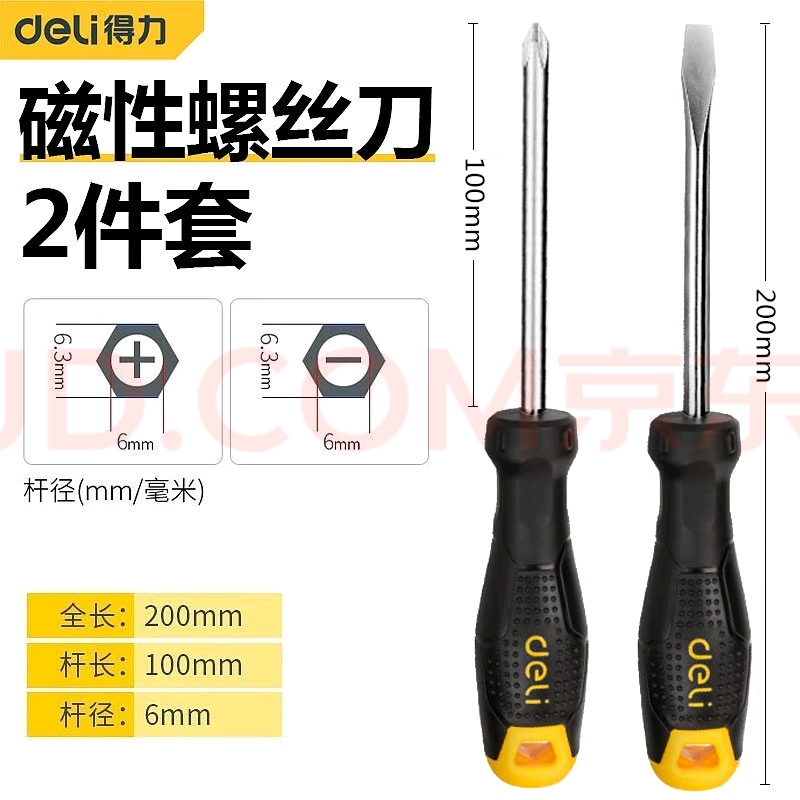 deli得力
磁性螺丝刀
2件套
100mm
200mm
6.3mm
6mm
6.3mm
6mm
杆径(mm/毫米)
JD.COM京东
全长：200mm
杆长：100mm
杆径：6mm
deli
deli